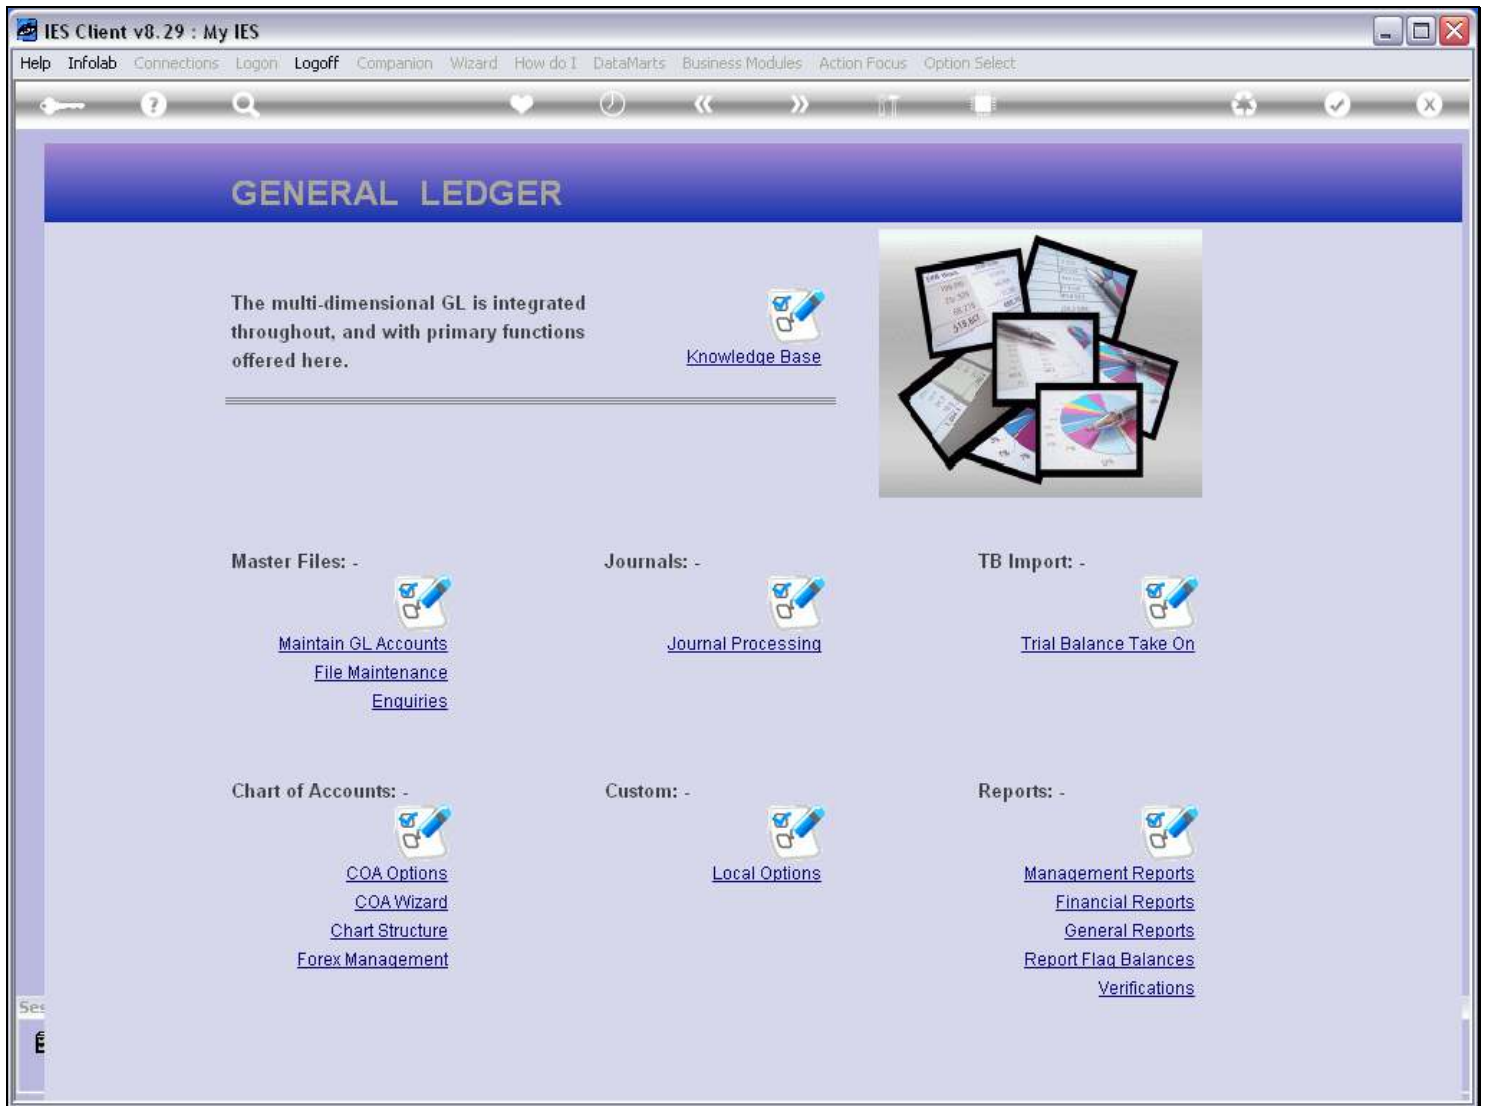 IES Client v8.29 : My IES
Help Infolab Connections Logon Logoff Companion Wizard How do I DataMarts Business Modules Action Focus Option Select
GENERAL LEDGER
The multi-dimensional GL is integrated
throughout, and with primary functions
offered here.
Knowledge Base
Master Files: -
Maintain GL Accounts
File Maintenance
Enquiries
Journals: -
Journal Processing
TB Import: -
Trial Balance Take On
Chart of Accounts: -
COA Options
COA Wizard
Chart Structure
Forex Management
Custom: -
Local Options
Reports: -
Management Reports
Financial Reports
General Reports
Report Flag Balances
Verifications
Ses